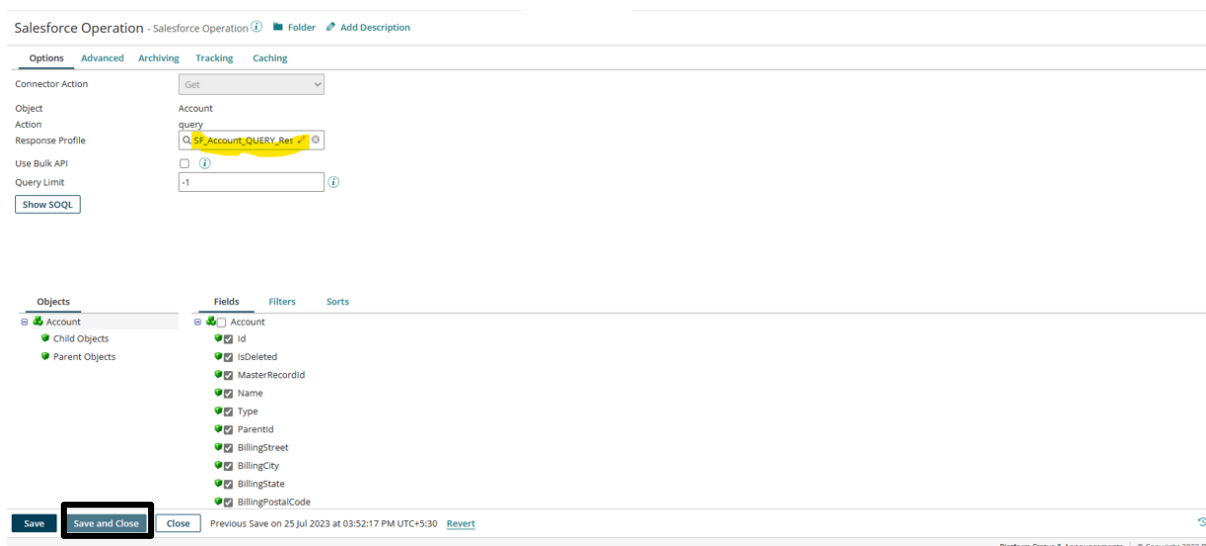 Salesforce Operation - Salesforce Operation i Folder Add Description
Options Advanced Archiving Tracking Caching
Connector Action Get
Object Account
Action query
Response Profile SF_Account_QUERY_Res
Use Bulk API i
Query Limit -1 i
Show SOQL
Objects Fields Filters Sorts
Account Account
Child Objects Id
Parent Objects IsDeleted
MasterRecordId
Name
Type
ParentId
BillingStreet
BillingCity
BillingState
BillingPostalCode
Save Save and Close Close Previous Save on 25 Jul 2023 at 03:52:17 PM UTC+5:30 Revert